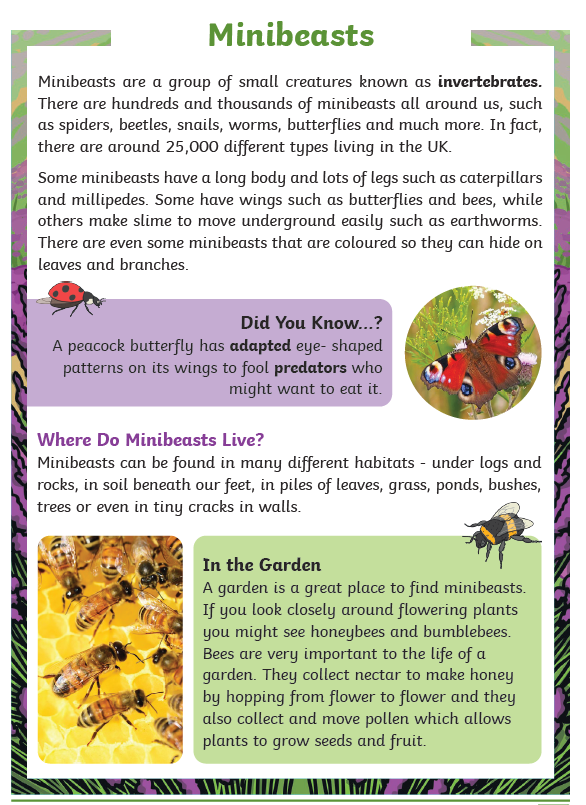 Minibeasts
Minibeasts are a group of small creatures known as invertebrates.
There are hundreds and thousands of minibeasts all around us, such
as spiders, beetles, snails, worms, butterflies and much more. In fact,
there are around 25,000 different types living in the UK.
Some minibeasts have a long body and lots of legs such as caterpillars
and millipedes. Some have wings such as butterflies and bees, while
others make slime to move underground easily such as earthworms.
There are even some minibeasts that are coloured so they can hide on
leaves and branches.
Did You Know...?
A peacock butterfly has adapted eye- shaped
patterns on its wings to fool predators who
might want to eat it.
Where Do Minibeasts Live?
Minibeasts can be found in many different habitats - under logs and
rocks, in soil beneath our feet, in piles of leaves, grass, ponds, bushes,
trees or even in tiny cracks in walls.
In the Garden
A garden is a great place to find minibeasts.
If you look closely around flowering plants
you might see honeybees and bumblebees.
Bees are very important to the life of a
garden. They collect nectar to make honey
by hopping from flower to flower and they
also collect and move pollen which allows
plants to grow seeds and fruit.